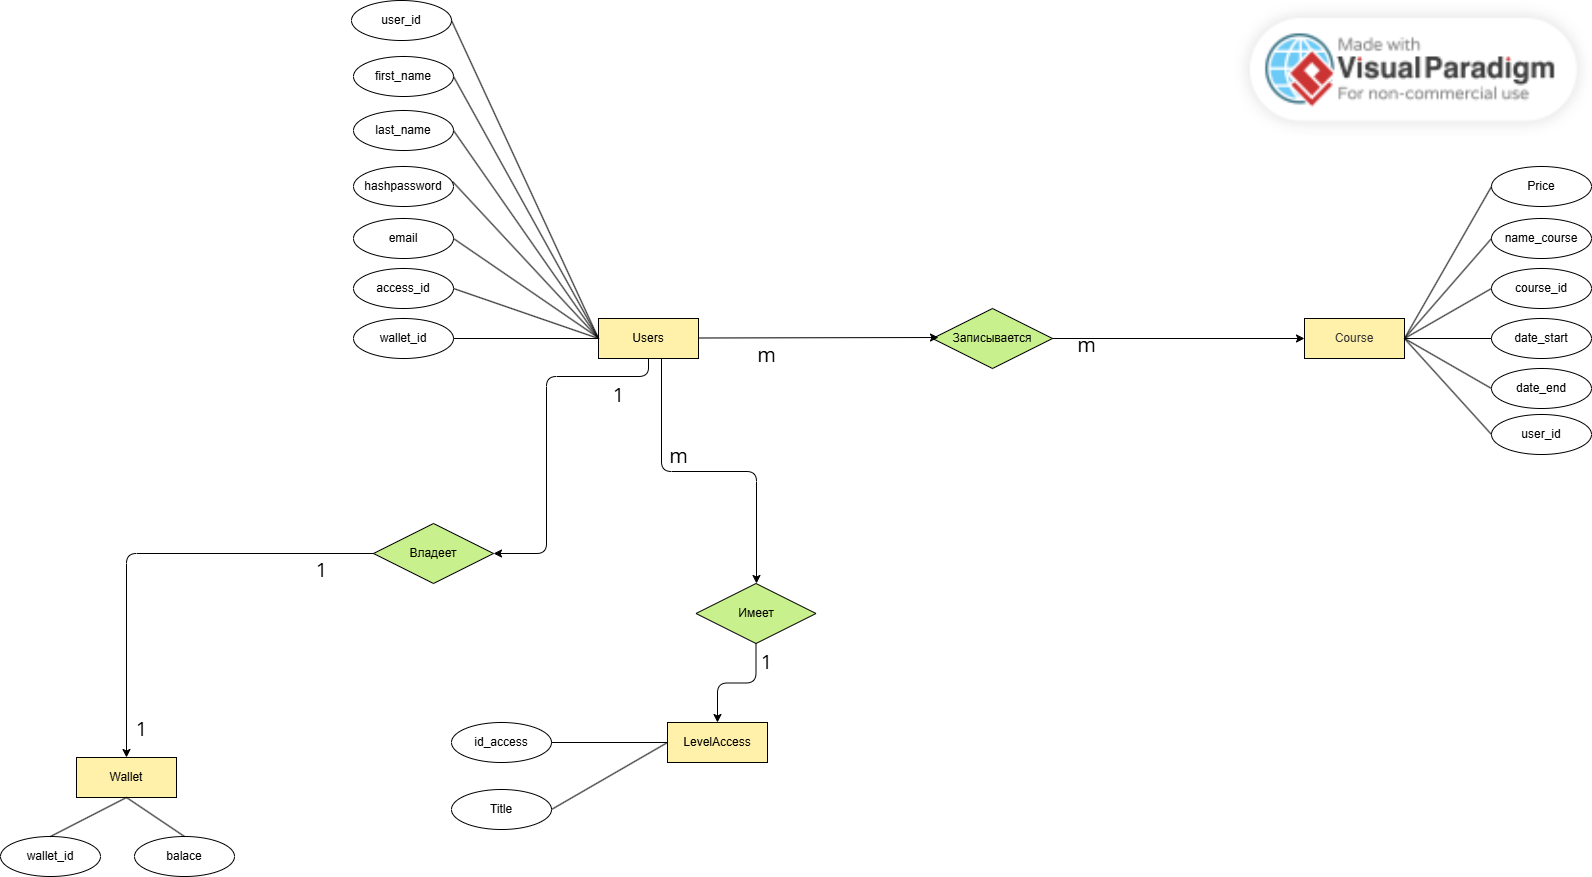 user_id
first_name
last_name
hashpassword
email
access_id
wallet_id
Made with
Visual Paradigm
For non-commercial use
Users
m
Записывается
m
Course
Price
name_course
course_id
date_start
date_end
user_id
1
m
Владеет
1
Имеет
1
1
Wallet
wallet_id
balace
LevelAccess
id_access
Title